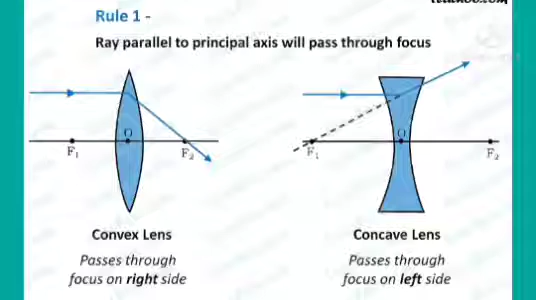 Rule 1 -
Ray parallel to principal axis will pass through focus
O
F₁
F₂
O
F₁
F₂
Convex Lens
Concave Lens
Passes through
focus on right side
Passes through
focus on left side